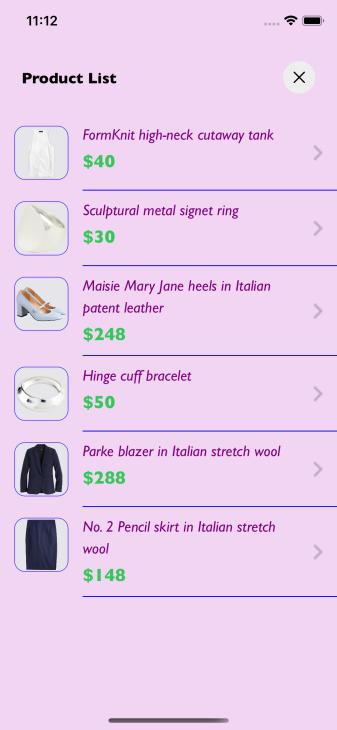 11:12
Product List
FormKnit high-neck cutaway tank
$40
Sculptural metal signet ring
$30
Maisie Mary Jane heels in Italian
patent leather
$248
Hinge cuff bracelet
$50
Parke blazer in Italian stretch wool
$288
No. 2 Pencil skirt in Italian stretch
wool
$148